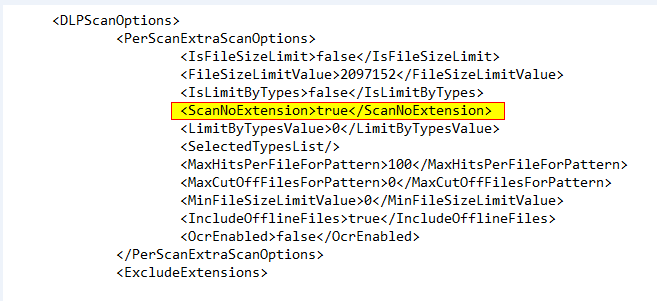 <DLPScanOptions>
<PerScanExtraScanOptions>
<IsFileSizeLimit>false</IsFileSizeLimit>
<FileSizeLimitValue>2097152</FileSizeLimitValue>
<IsLimitByTypes>false</IsLimitByTypes>
<ScanNoExtension>true</ScanNoExtension>
<LimitByTypesValue>0</LimitByTypesValue>
<SelectedTypesList/>
<MaxHitsPerFileForPattern>100</MaxHitsPerFileForPattern>
<MaxCutOffFilesForPattern>0</MaxCutOffFilesForPattern>
<MinFileSizeLimitValue>0</MinFileSizeLimitValue>
<IncludeOfflineFiles>true</IncludeOfflineFiles>
<OcrEnabled>false</OcrEnabled>
</PerScanExtraScanOptions>
<ExcludeExtensions>